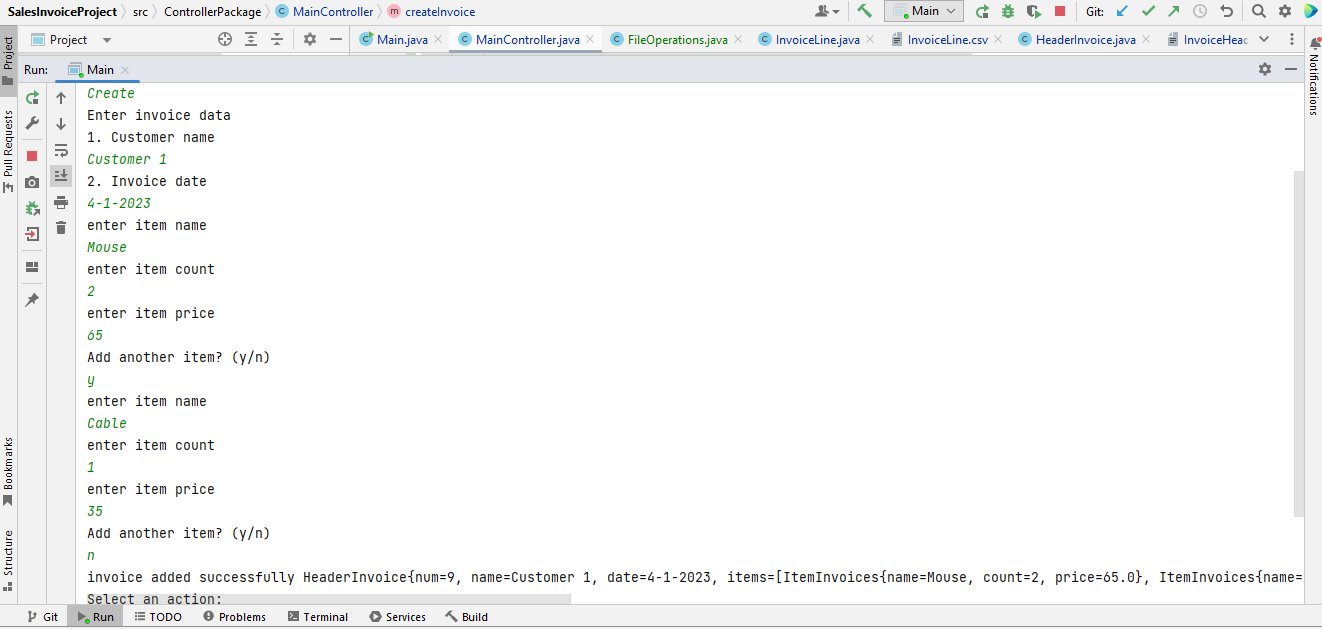 SalesInvoiceProject src ControllerPackage MainController createInvoice Main Git:
Project Main.java MainController.java FileOperations.java InvoiceLine.java InvoiceLine.csv HeaderInvoice.java InvoiceHeac
Run: Main
Project
Pull Requests
Bookmarks
Structure
Notifications
Create
Enter invoice data
1. Customer name
Customer 1
2. Invoice date
4-1-2023
enter item name
Mouse
enter item count
2
enter item price
65
Add another item? (y/n)
y
enter item name
Cable
enter item count
1
enter item price
35
Add another item? (y/n)
n
invoice added successfully HeaderInvoice{num=9, name=Customer 1, date=4-1-2023, items=[ItemInvoices{name=Mouse, count=2, price=65.0}, ItemInvoices{name=
Select an action:
Git Run TODO Problems Terminal Services Build